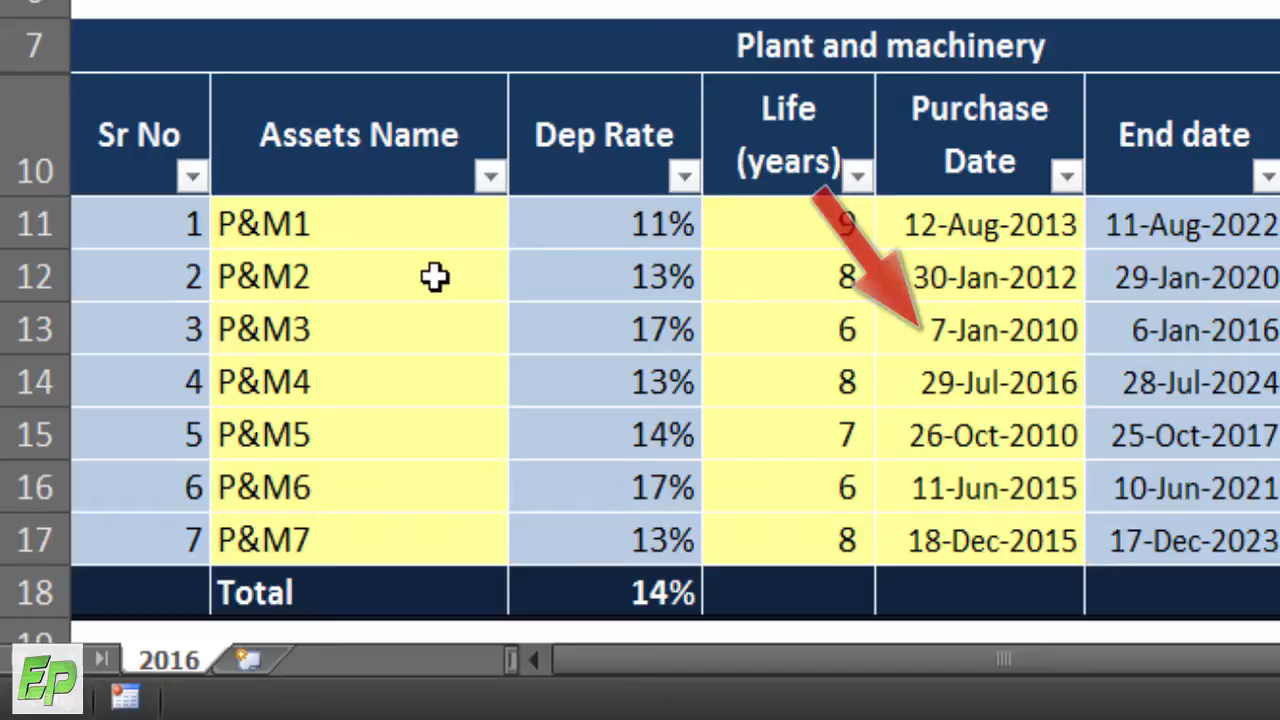 7 Plant and machinery
10 Sr No Assets Name Dep Rate Life (years) Purchase Date End date
11 1 P&M1 11% 9 12-Aug-2013 11-Aug-2022
12 2 P&M2 13% 8 30-Jan-2012 29-Jan-2020
13 3 P&M3 17% 6 7-Jan-2010 6-Jan-2016
14 4 P&M4 13% 8 29-Jul-2016 28-Jul-2024
15 5 P&M5 14% 7 26-Oct-2010 25-Oct-2017
16 6 P&M6 17% 6 11-Jun-2015 10-Jun-2021
17 7 P&M7 13% 8 18-Dec-2015 17-Dec-2023
18 Total 14%
2016
EP